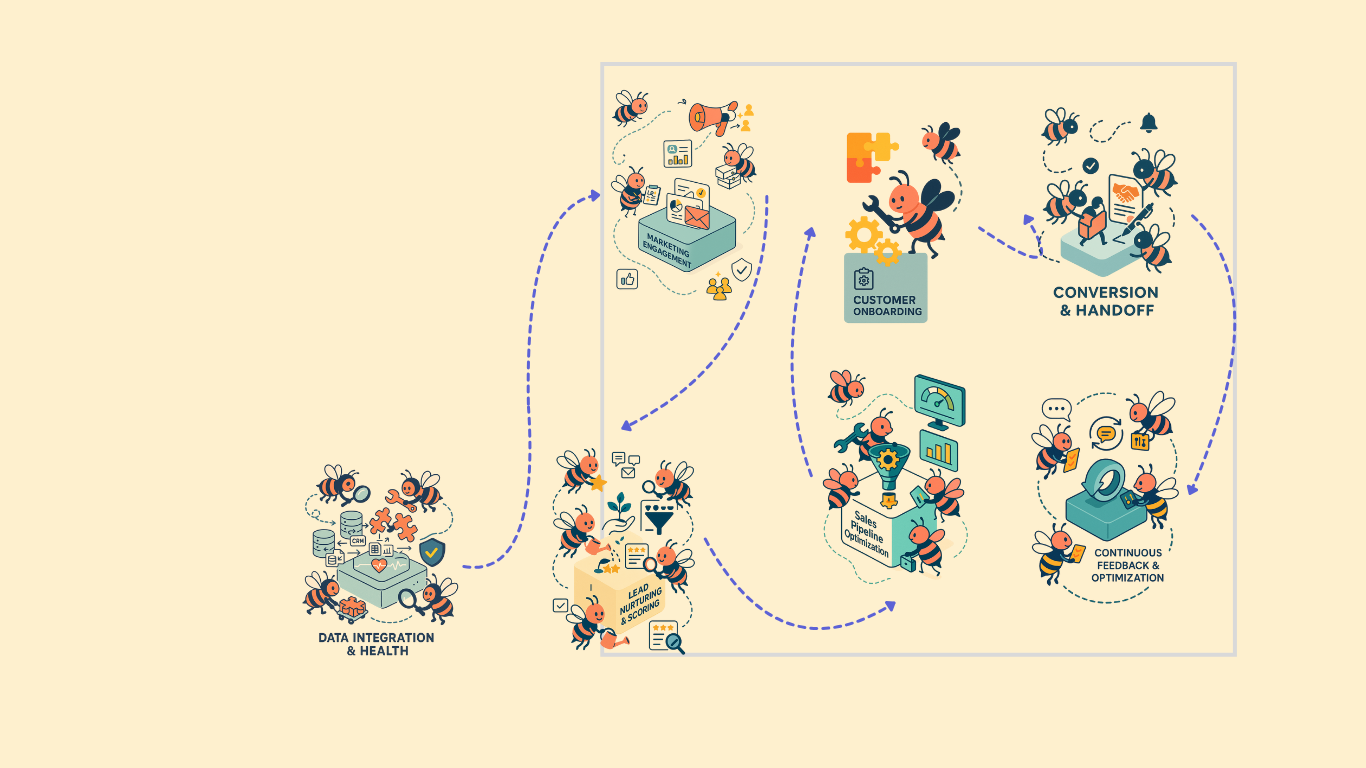 MARKETING
ENGAGEMENT
CUSTOMER
ONBOARDING
CONVERSION
& HANDOFF
CRM
DATA INTEGRATION
& HEALTH
LEAD
NURTURING
& SCORING
Sales
Pipeline
Optimization
CONTINUOUS
FEEDBACK &
OPTIMIZATION